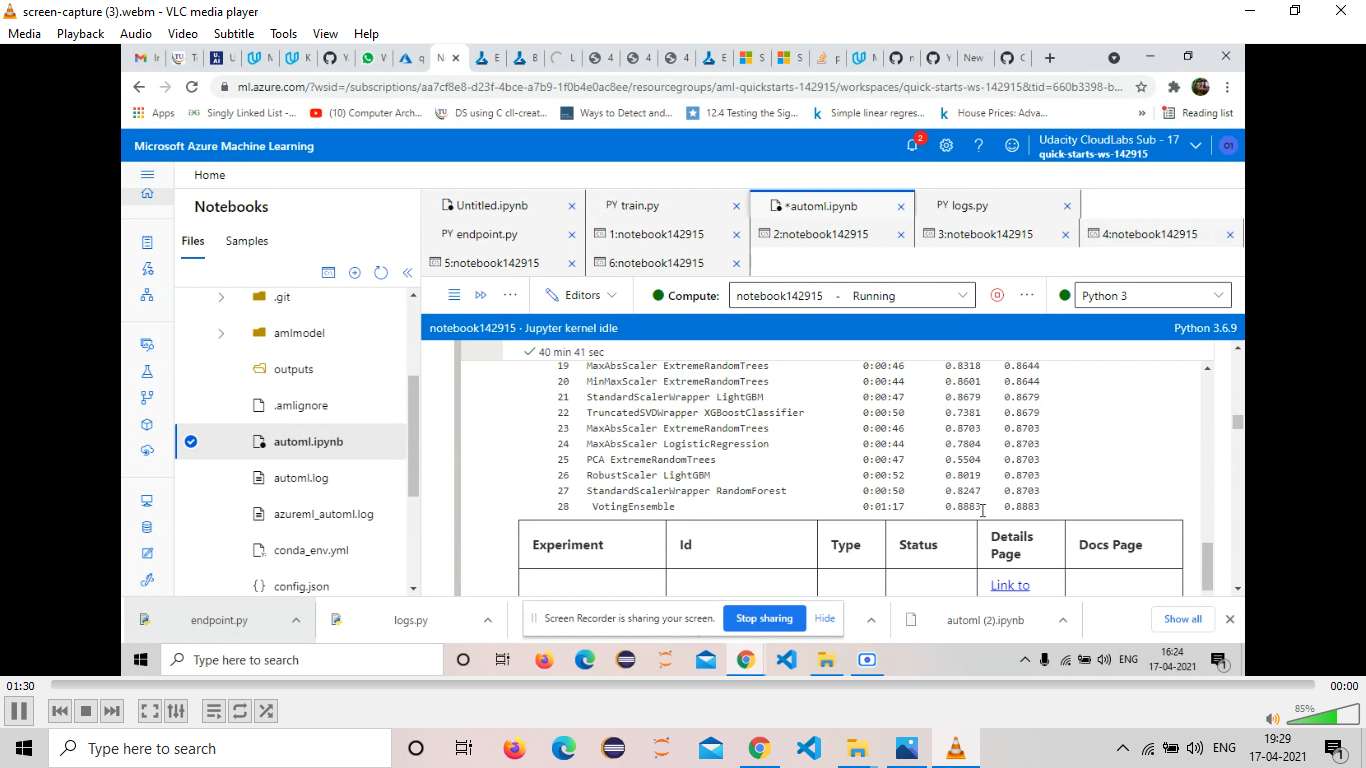 screen-capture (3).webm - VLC media player
Media Playback Audio Video Subtitle Tools View Help
ml.azure.com/?wsid=/subscriptions/aa7cf8e8-d23f-4bce-a7b9-1f0b4e0ac8ee/resourcegroups/aml-quickstarts-142915/workspaces/quick-starts-ws-142915&tid=660b3398-b...
Apps Singly Linked List -... (10) Computer Arch... DS using C cll-creat... Ways to Detect and... 12.4 Testing the Sig... Simple linear regres... House Prices: Adva... » Reading list
Microsoft Azure Machine Learning
2
Udacity CloudLabs Sub - 17
quick-starts-ws-142915
O1
Home
Notebooks
Files Samples
.git
amlmodel
outputs
.amlignore
automl.ipynb
automl.log
azureml_automl.log
conda_env.yml
config.json
Untitled.ipynb train.py *automl.ipynb logs.py
endpoint.py 1:notebook142915 2:notebook142915 3:notebook142915 4:notebook142915
5:notebook142915 6:notebook142915
Editors Compute: notebook142915 - Running Python 3
notebook142915 · Jupyter kernel idle Python 3.6.9
40 min 41 sec
19 MaxAbsScaler ExtremeRandomTrees 0:00:46 0.8318 0.8644
20 MinMaxScaler ExtremeRandomTrees 0:00:44 0.8601 0.8644
21 StandardScalerWrapper LightGBM 0:00:47 0.8679 0.8679
22 TruncatedSVDWrapper XGBoostClassifier 0:00:50 0.7381 0.8679
23 MaxAbsScaler ExtremeRandomTrees 0:00:46 0.8703 0.8703
24 MaxAbsScaler LogisticRegression 0:00:44 0.7804 0.8703
25 PCA ExtremeRandomTrees 0:00:47 0.5504 0.8703
26 RobustScaler LightGBM 0:00:52 0.8019 0.8703
27 StandardScalerWrapper RandomForest 0:00:50 0.8247 0.8703
28 VotingEnsemble 0:01:17 0.8883 0.8883
Experiment Id Type Status Details Page Docs Page
Link to
endpoint.py logs.py Screen Recorder is sharing your screen. Stop sharing Hide automl (2).ipynb Show all
Type here to search
ENG
16:24
17-04-2021
1
01:30 00:00
85%
Type here to search
ENG
19:29
17-04-2021
1